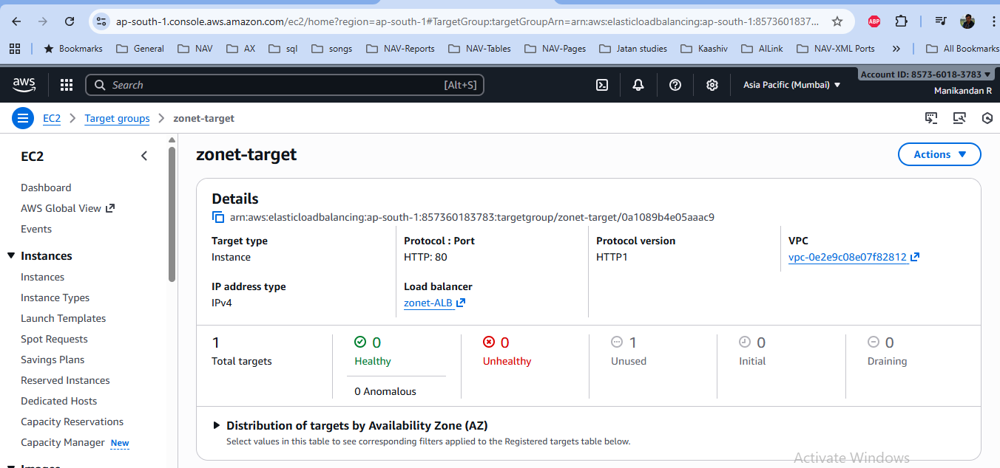 ap-south-1.console.aws.amazon.com/ec2/home?region=ap-south-1#TargetGroup:targetGroupArn=arn:aws:elasticloadbalancing:ap-south-1:8573601837...
ABP
Bookmarks General NAV AX sql songs NAV-Reports NAV-Tables NAV-Pages Jatan studies Kaashiv AILink NAV-XML Ports » All Bookmarks
aws Search [Alt+S] Asia Pacific (Mumbai) Account ID: 8573-6018-3783
Manikandan R
EC2 Target groups zonet-target
EC2
Dashboard
AWS Global View
Events
Instances
Instances
Instance Types
Launch Templates
Spot Requests
Savings Plans
Reserved Instances
Dedicated Hosts
Capacity Reservations
Capacity Manager New
Images
zonet-target
Actions
Details
arn:aws:elasticloadbalancing:ap-south-1:857360183783:targetgroup/zonet-target/0a1089b4e05aaac9
Target type
Instance
Protocol : Port
HTTP: 80
Protocol version
HTTP1
VPC
vpc-0e2e9c08e07f82812
IP address type
IPv4
Load balancer
zonet-ALB
1
Total targets
0
Healthy
0 Anomalous
0
Unhealthy
1
Unused
0
Initial
0
Draining
Distribution of targets by Availability Zone (AZ)
Select values in this table to see corresponding filters applied to the Registered targets table below.
Activate Windows